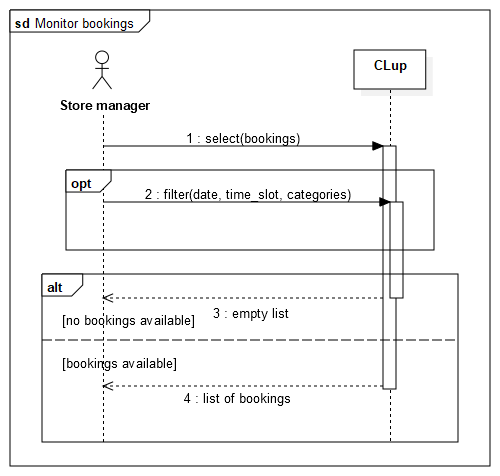 sd Monitor bookings
Store manager
CLup
1 : select(bookings)
opt
2 : filter(date, time_slot, categories)
alt
3 : empty list
[no bookings available]
[bookings available]
4 : list of bookings